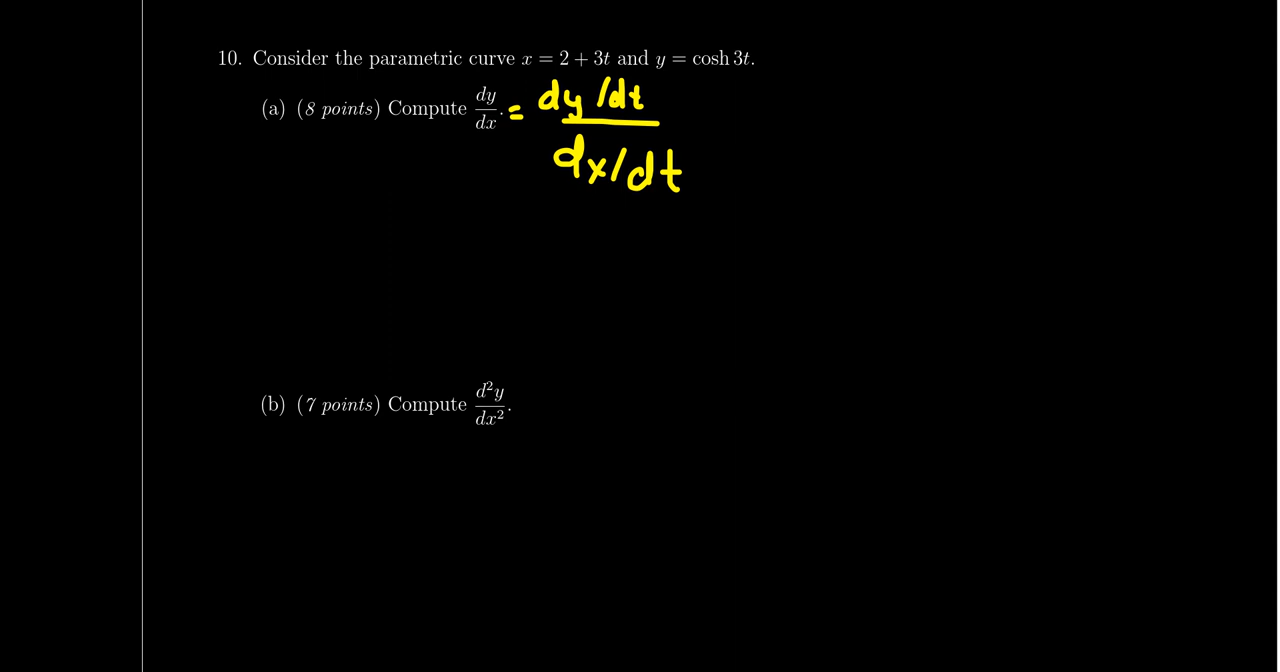 10. Consider the parametric curve x = 2 + 3t and y = cosh 3t.
(a) (8 points) Compute dy/dx. = dy/dt / dx/dt
(b) (7 points) Compute d²y/dx².